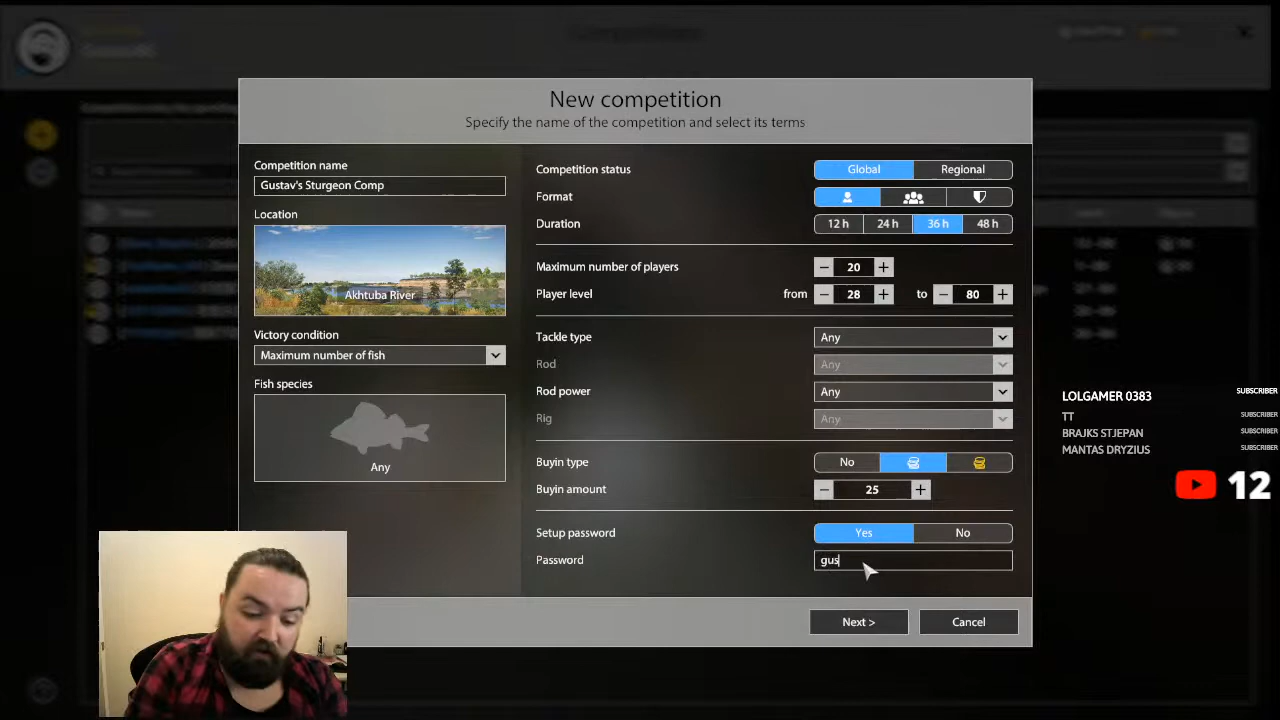 New competition
Specify the name of the competition and select its terms
Competition name
Gustav's Sturgeon Comp
Location
Akhtuba River
Victory condition
Maximum number of fish
Fish species
Any
Competition status Global Regional
Format
Duration 12 h 24 h 36 h 48 h
Maximum number of players − 20 +
Player level from − 28 + to − 80 +
Tackle type Any
Rod Any
Rod power Any
Rig Any
Buyin type No
Buyin amount − 25 +
Setup password Yes No
Password gus
Next > Cancel
LOLGAMER 0383 SUBSCRIBER
TT SUBSCRIBER
BRAJKS STJEPAN SUBSCRIBER
MANTAS DRYZIUS SUBSCRIBER
12